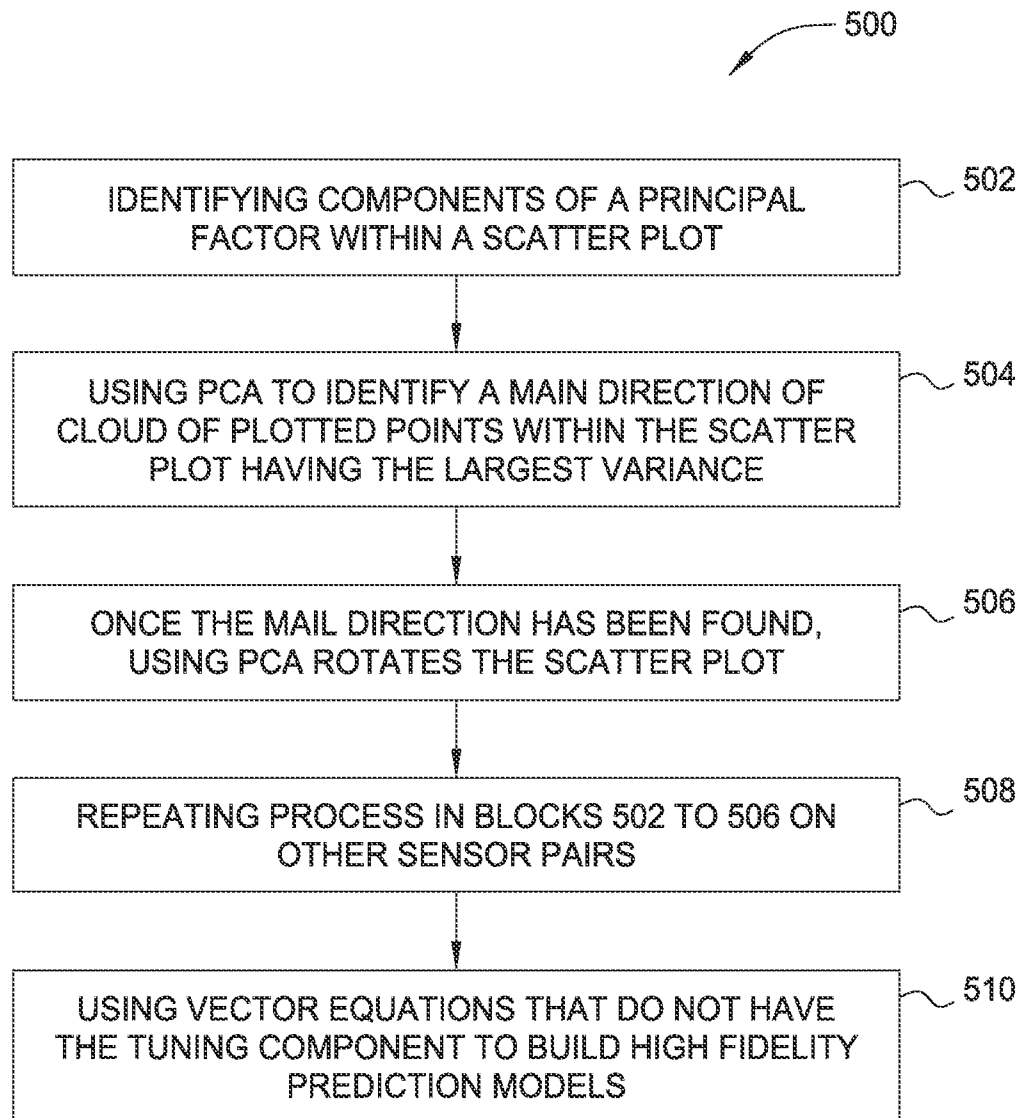 500
IDENTIFYING COMPONENTS OF A PRINCIPAL
FACTOR WITHIN A SCATTER PLOT
502
USING PCA TO IDENTIFY A MAIN DIRECTION OF
CLOUD OF PLOTTED POINTS WITHIN THE SCATTER
PLOT HAVING THE LARGEST VARIANCE
504
ONCE THE MAIL DIRECTION HAS BEEN FOUND,
USING PCA ROTATES THE SCATTER PLOT
506
REPEATING PROCESS IN BLOCKS 502 TO 506 ON
OTHER SENSOR PAIRS
508
USING VECTOR EQUATIONS THAT DO NOT HAVE
THE TUNING COMPONENT TO BUILD HIGH FIDELITY
PREDICTION MODELS
510